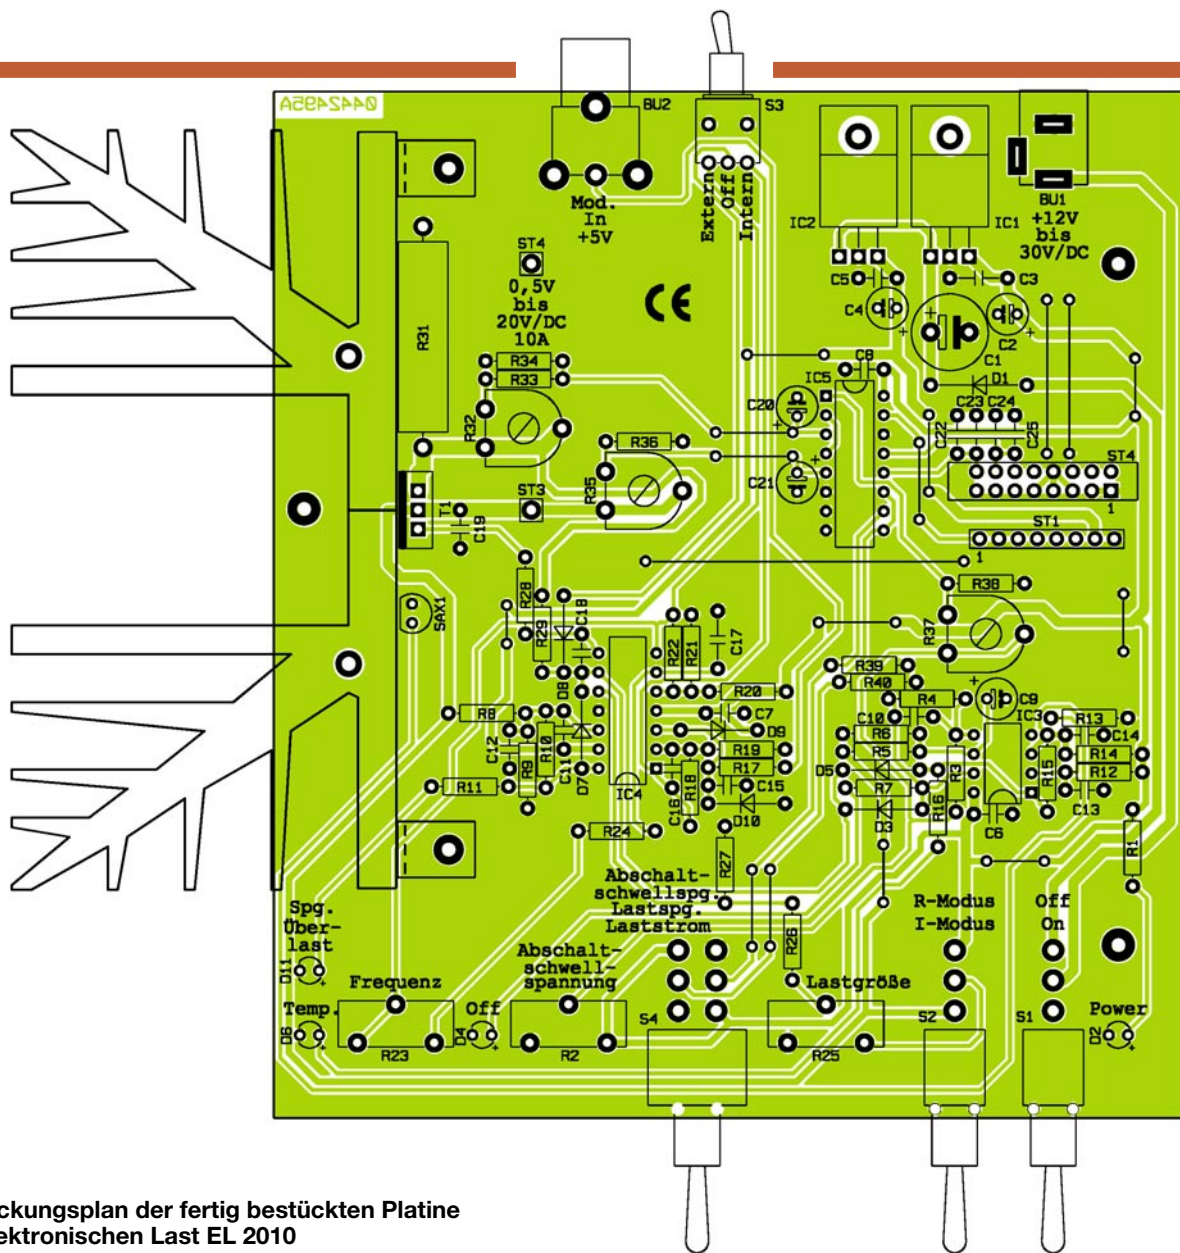 0442495A
BU2
S3
Mod.
In
+5V
Extern
Off
Intern
IC2
IC1
BU1
+12V
bis
30V/DC
ST4
0,5V
bis
20V/DC
10A
CE
C5
C3
C4
C2
C1
R31
R34
R33
R32
C8
IC5
D1
C20
C23
C24
C22
C25
R36
ST4
C21
R35
1
T1
C19
ST3
ST1
1
SAX1
R28
R29
C18
R22
R21
C17
R38
R37
R39
R40
R4
C9
D8
R20
R8
C7
C10
IC3
R13
C12
R10
D9
R6
C14
R9
C11
R19
R5
R3
R14
R17
D5
R15
R12
R11
D7
IC4
C16
R18
C15
R7
R16
C13
D10
D3
C6
R24
R27
R1
Abschalt-
schwellspg.
Lastspg.
Laststrom
R-Modus
I-Modus
Off
On
Spg.
Über-
last
D11
Abschalt-
schwell-
spannung
R26
Frequenz
Lastgröße
Temp.
Off
Power
D6
R23
D4
R2
S4
R25
S2
S1
D2
ckungsplan der fertig bestückten Platine
ektronischen Last EL 2010